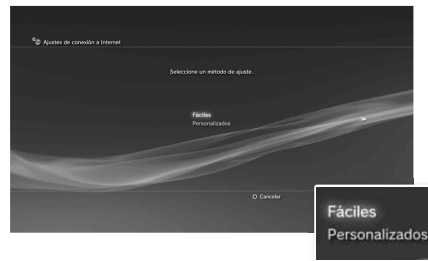 Ajustes de conexión a Internet
Seleccione un método de ajuste.
Fáciles
Personalizados
Cancelar
Fáciles
Personalizados